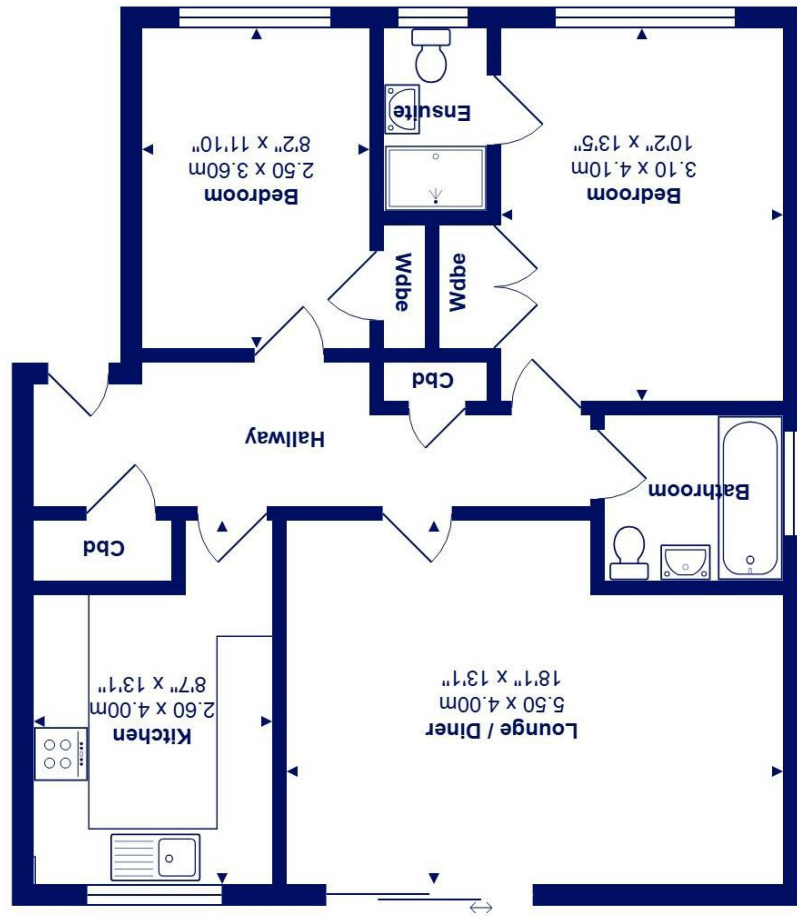 Kitchen
2.60 x 4.00m
8'7" x 13'1"
Lounge / Diner
5.50 x 4.00m
18'1" x 13'1"
Cbd
Bathroom
Hallway
Cbd
Wdbe
Wdbe
Bedroom
3.10 x 4.10m
10'2" x 13'5"
Ensuite
Bedroom
2.50 x 3.60m
8'2" x 11'10"